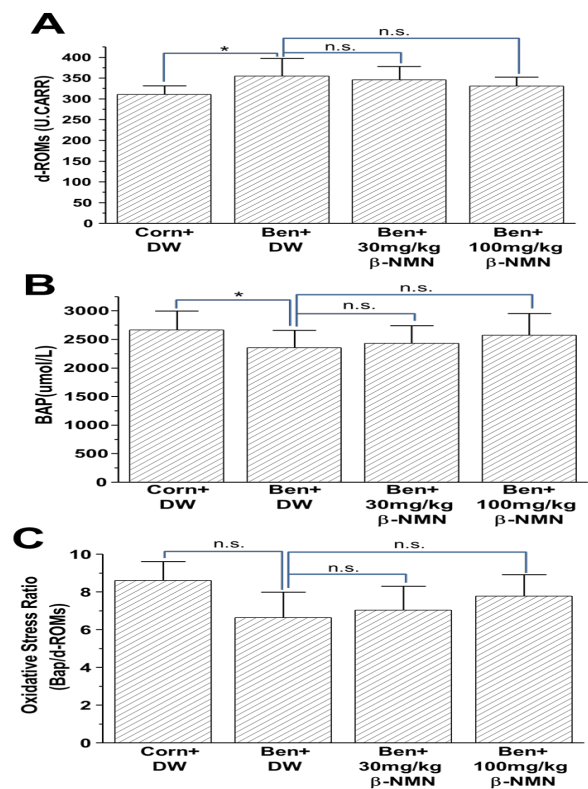 A
d-ROMs (U.CARR)
400
350
300
250
200
150
100
50
0
*
n.s.
n.s.
Corn+ Ben+ Ben+ Ben+
DW DW 30mg/kg 100mg/kg
β-NMN β-NMN
B
BAP(umol/L)
3000
2500
2000
1500
1000
500
0
*
n.s.
n.s.
Corn+ Ben+ Ben+ Ben+
DW DW 30mg/kg 100mg/kg
β-NMN β-NMN
C
Oxidative Stress Ratio
(Bap/d-ROMs)
10
8
6
4
2
0
n.s.
n.s.
n.s.
Corn+ Ben+ Ben+ Ben+
DW DW 30mg/kg 100mg/kg
β-NMN β-NMN